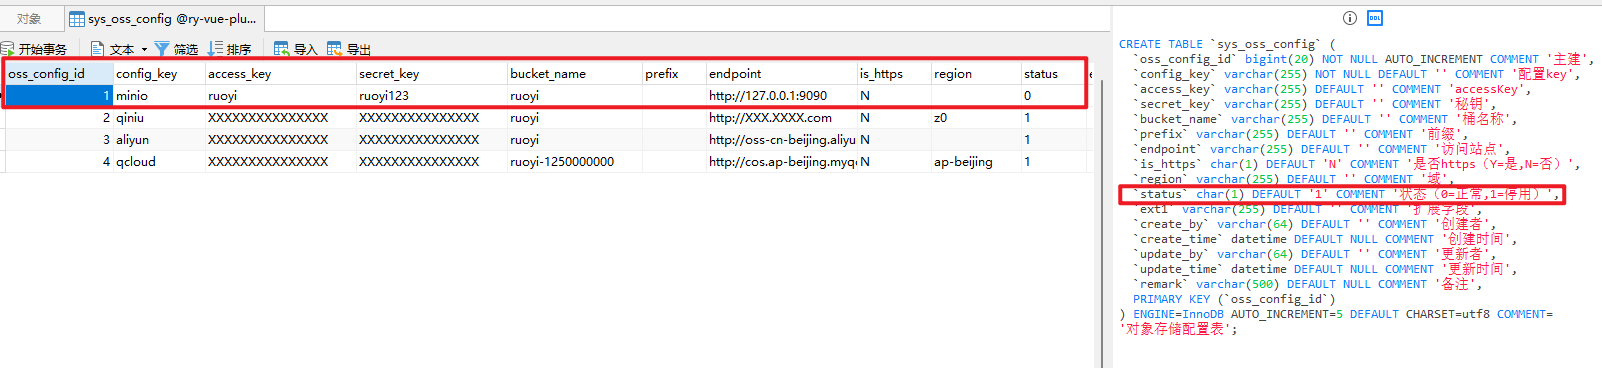 对象
sys_oss_config @ry-vue-plu...
开始事务 文本 筛选 排序 导入 导出
oss_config_id config_key access_key secret_key bucket_name prefix endpoint is_https region status
1 minio ruoyi ruoyi123 ruoyi http://127.0.0.1:9090 N 0
2 qiniu XXXXXXXXXXXXXXX XXXXXXXXXXXXXXX ruoyi http://XXX.XXXX.com N z0 1
3 aliyun XXXXXXXXXXXXXXX XXXXXXXXXXXXXXX ruoyi http://oss-cn-beijing.aliyu N 1
4 qcloud XXXXXXXXXXXXXXX XXXXXXXXXXXXXXX ruoyi-1250000000 http://cos.ap-beijing.myqc N ap-beijing 1
DDL
CREATE TABLE `sys_oss_config` (
`oss_config_id` bigint(20) NOT NULL AUTO_INCREMENT COMMENT '主建',
`config_key` varchar(255) NOT NULL DEFAULT '' COMMENT '配置key',
`access_key` varchar(255) DEFAULT '' COMMENT 'accessKey',
`secret_key` varchar(255) DEFAULT '' COMMENT '秘钥',
`bucket_name` varchar(255) DEFAULT '' COMMENT '桶名称',
`prefix` varchar(255) DEFAULT '' COMMENT '前缀',
`endpoint` varchar(255) DEFAULT '' COMMENT '访问站点',
`is_https` char(1) DEFAULT 'N' COMMENT '是否https（Y=是,N=否）',
`region` varchar(255) DEFAULT '' COMMENT '域',
`status` char(1) DEFAULT '1' COMMENT '状态（0=正常,1=停用）',
`ext1` varchar(255) DEFAULT '' COMMENT '扩展字段',
`create_by` varchar(64) DEFAULT '' COMMENT '创建者',
`create_time` datetime DEFAULT NULL COMMENT '创建时间',
`update_by` varchar(64) DEFAULT '' COMMENT '更新者',
`update_time` datetime DEFAULT NULL COMMENT '更新时间',
`remark` varchar(500) DEFAULT NULL COMMENT '备注',
PRIMARY KEY (`oss_config_id`)
) ENGINE=InnoDB AUTO_INCREMENT=5 DEFAULT CHARSET=utf8 COMMENT=
'对象存储配置表';